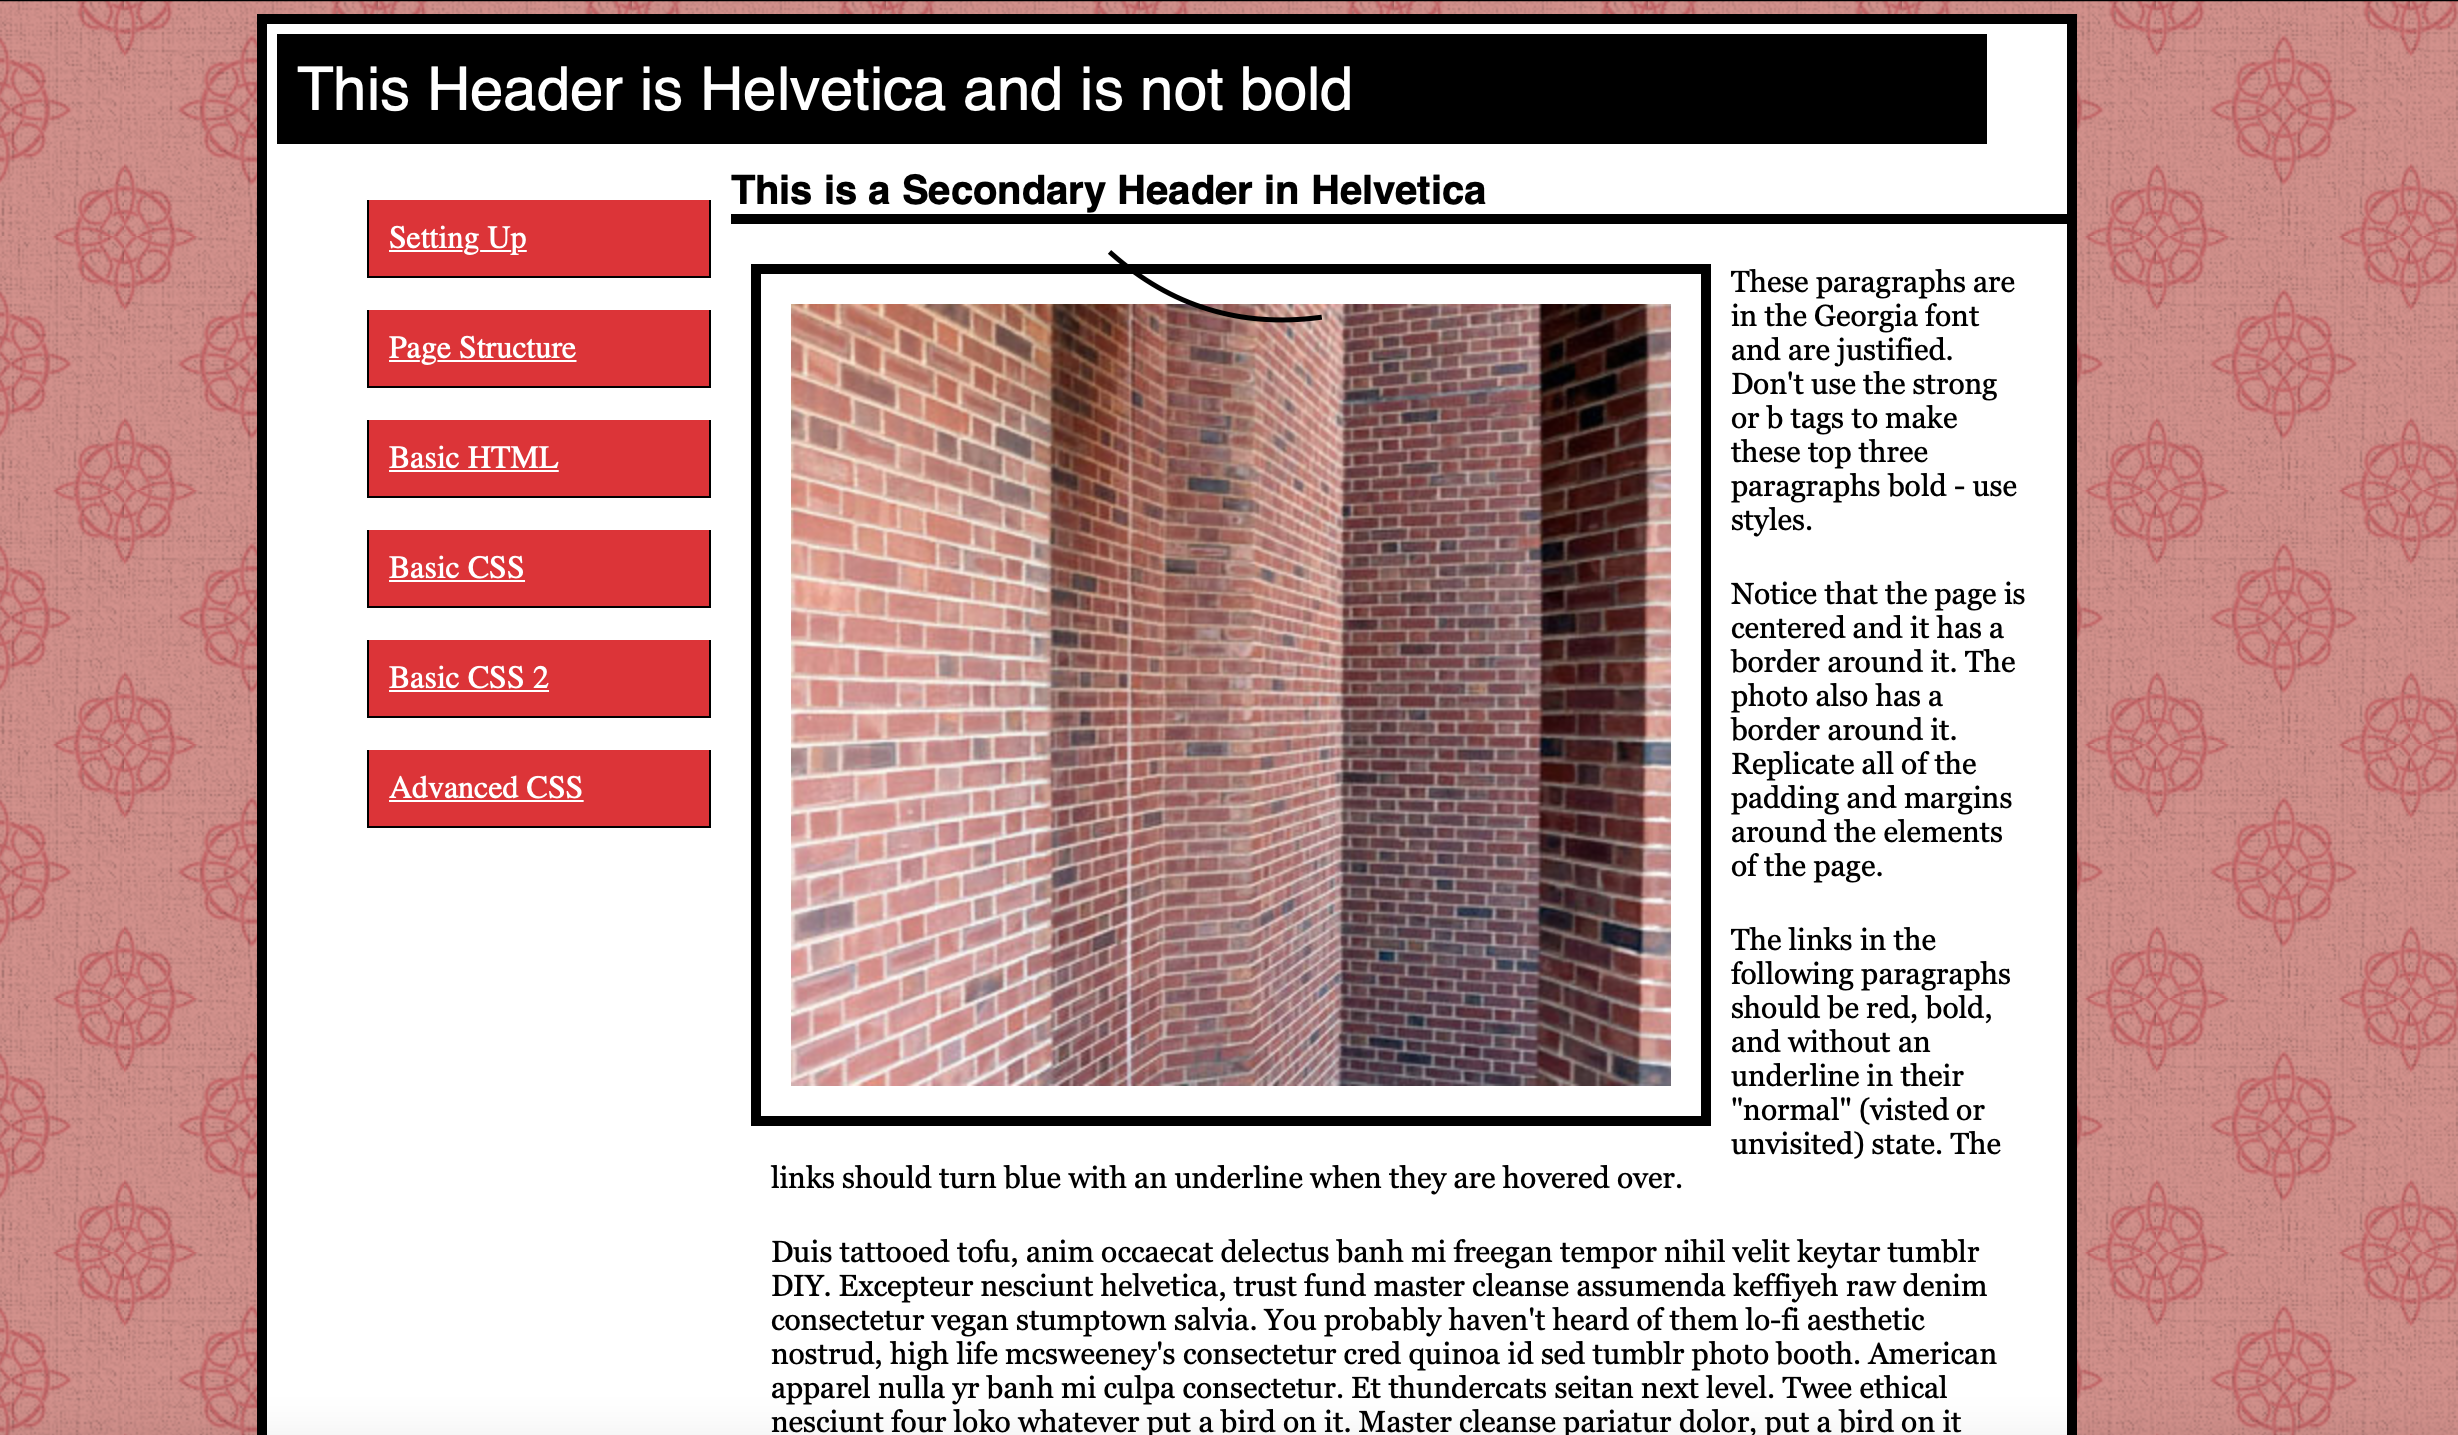 This Header is Helvetica and is not bold
This is a Secondary Header in Helvetica
Setting Up
Page Structure
Basic HTML
Basic CSS
Basic CSS 2
Advanced CSS
These paragraphs are
in the Georgia font
and are justified.
Don't use the strong
or b tags to make
these top three
paragraphs bold - use
styles.
Notice that the page is
centered and it has a
border around it. The
photo also has a
border around it.
Replicate all of the
padding and margins
around the elements
of the page.
The links in the
following paragraphs
should be red, bold,
and without an
underline in their
"normal" (visted or
unvisited) state. The
links should turn blue with an underline when they are hovered over.
Duis tattooed tofu, anim occaecat delectus banh mi freegan tempor nihil velit keytar tumblr
DIY. Excepteur nesciunt helvetica, trust fund master cleanse assumenda keffiyeh raw denim
consectetur vegan stumptown salvia. You probably haven't heard of them lo-fi aesthetic
nostrud, high life mcsweeney's consectetur cred quinoa id sed tumblr photo booth. American
apparel nulla yr banh mi culpa consectetur. Et thundercats seitan next level. Twee ethical
nesciunt four loko whatever put a bird on it. Master cleanse pariatur dolor, put a bird on it